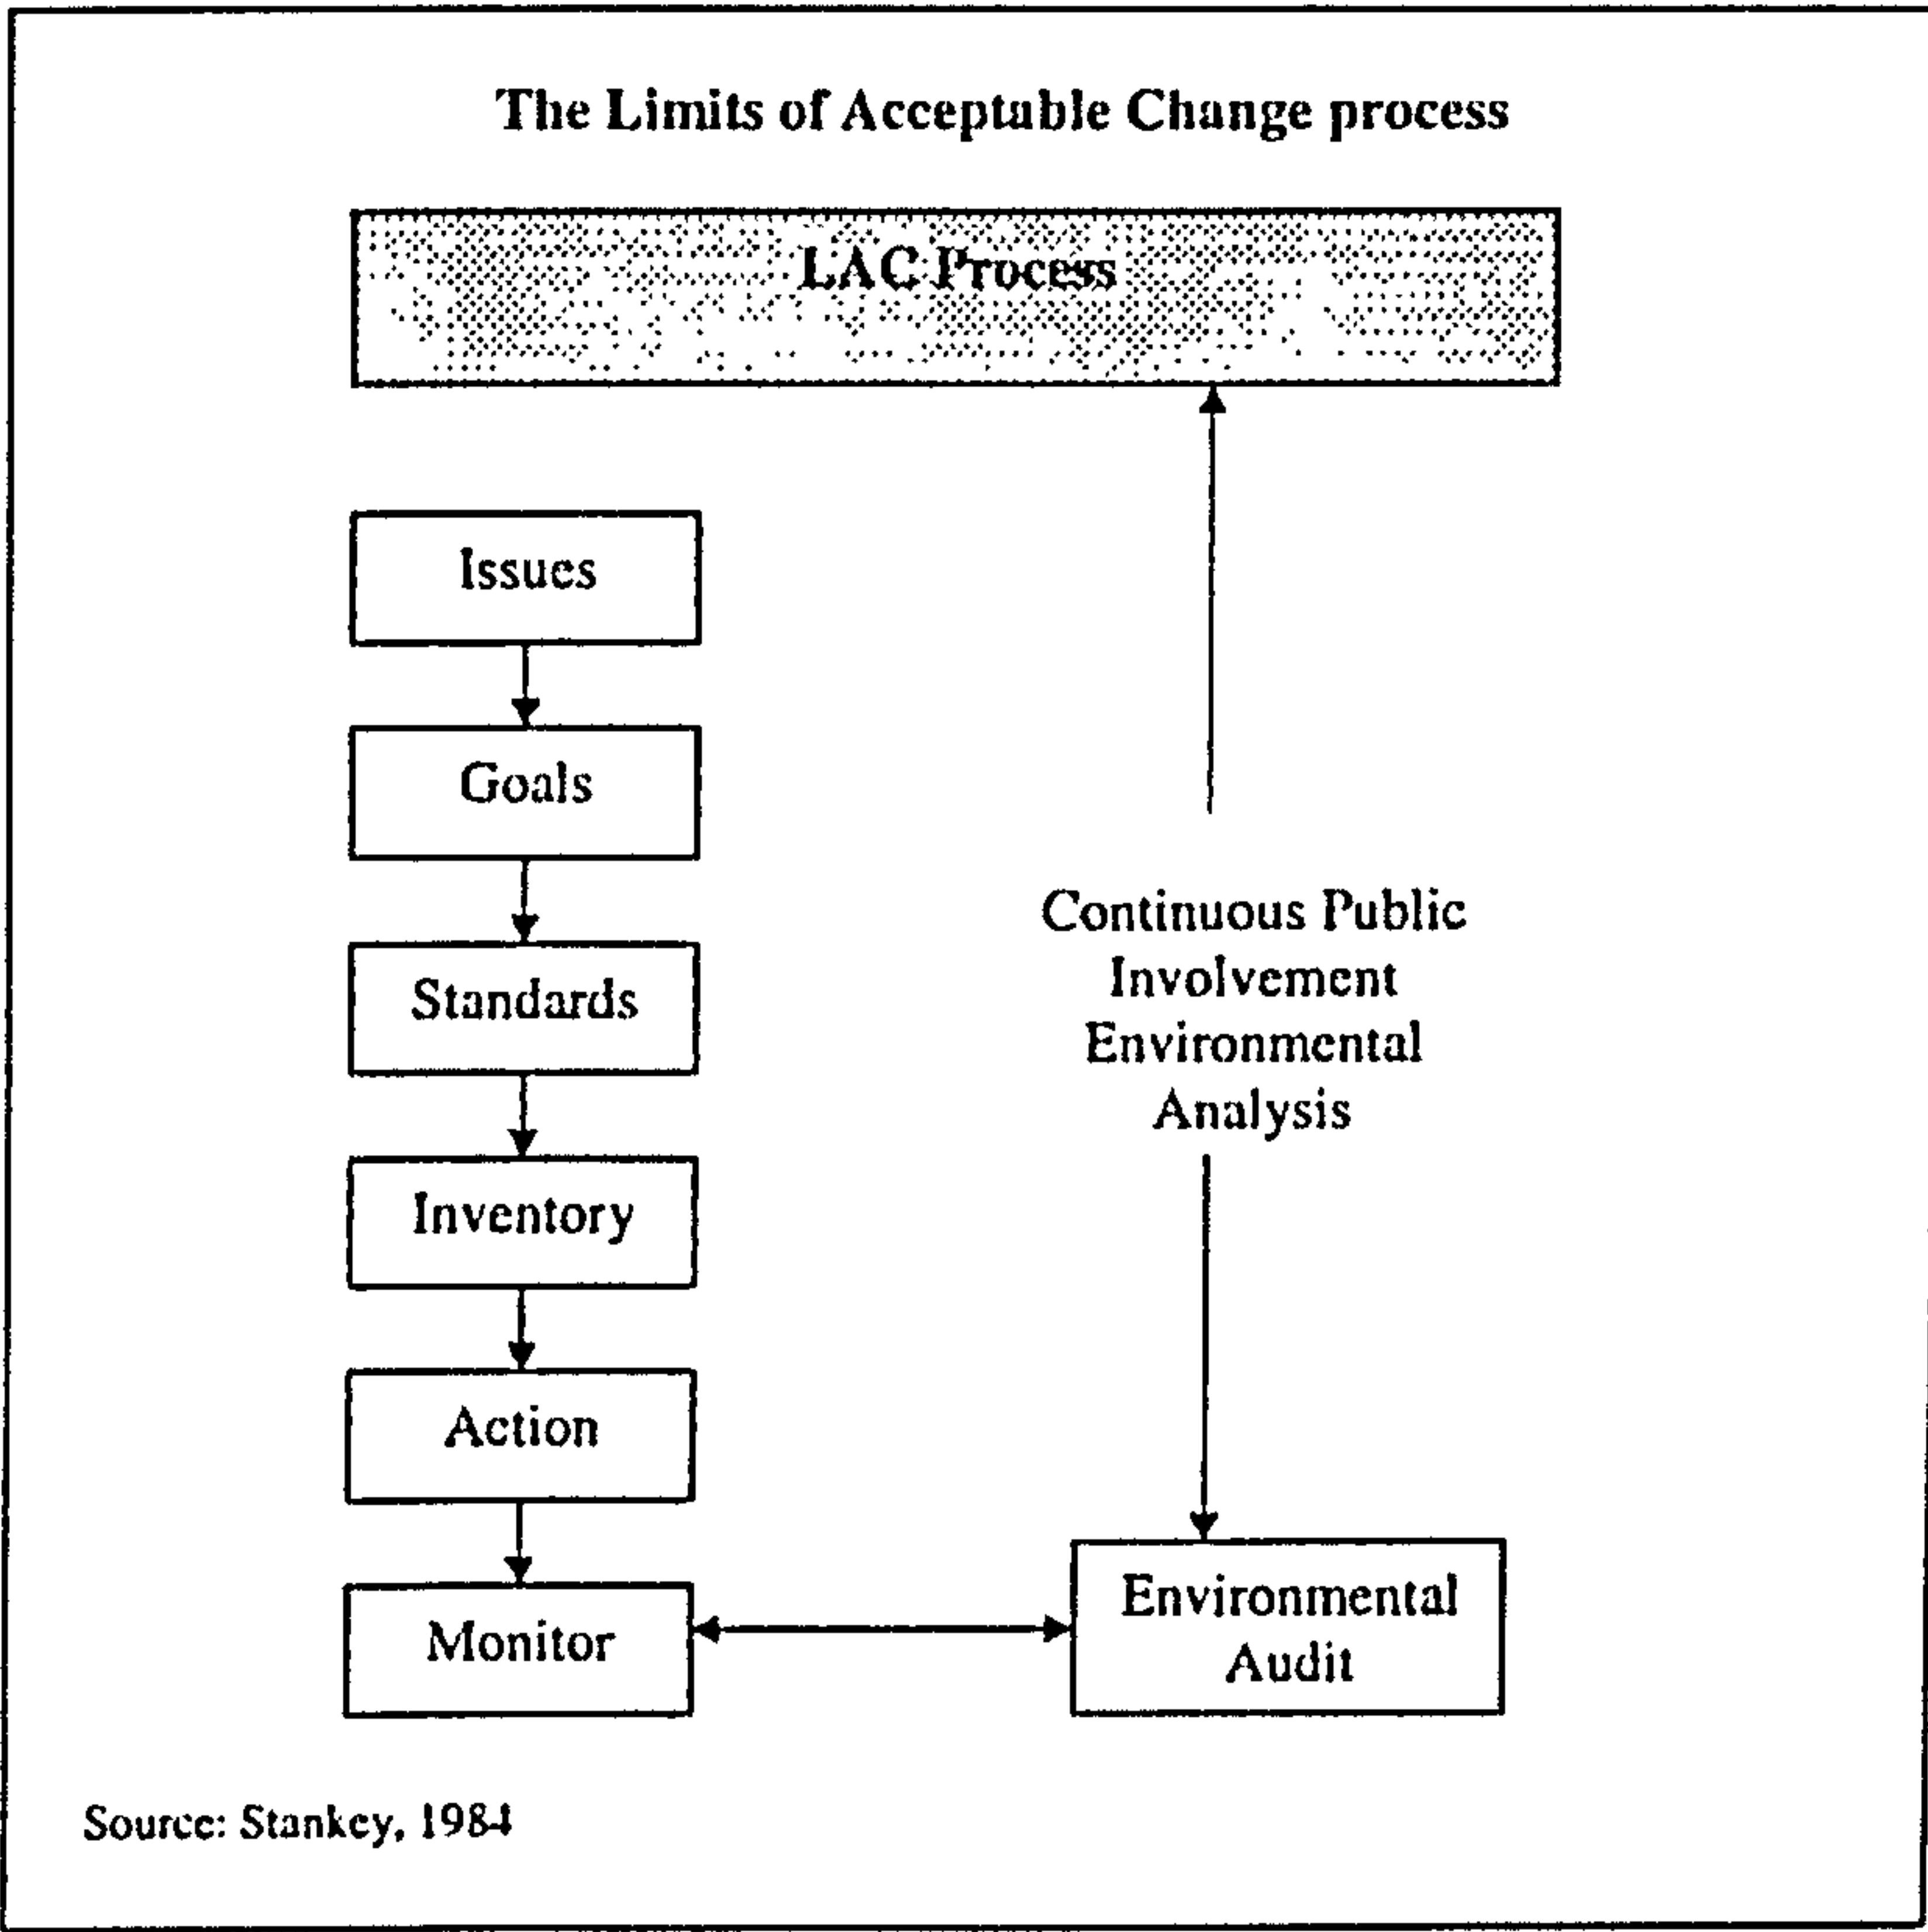 The Limits of Acceptable Change process
LAC Process
Issues
Goals
Standards
Inventory
Action
Monitor
Continuous Public
Involvement
Environmental
Analysis
Environmental
Audit
Source: Stankey, 1984